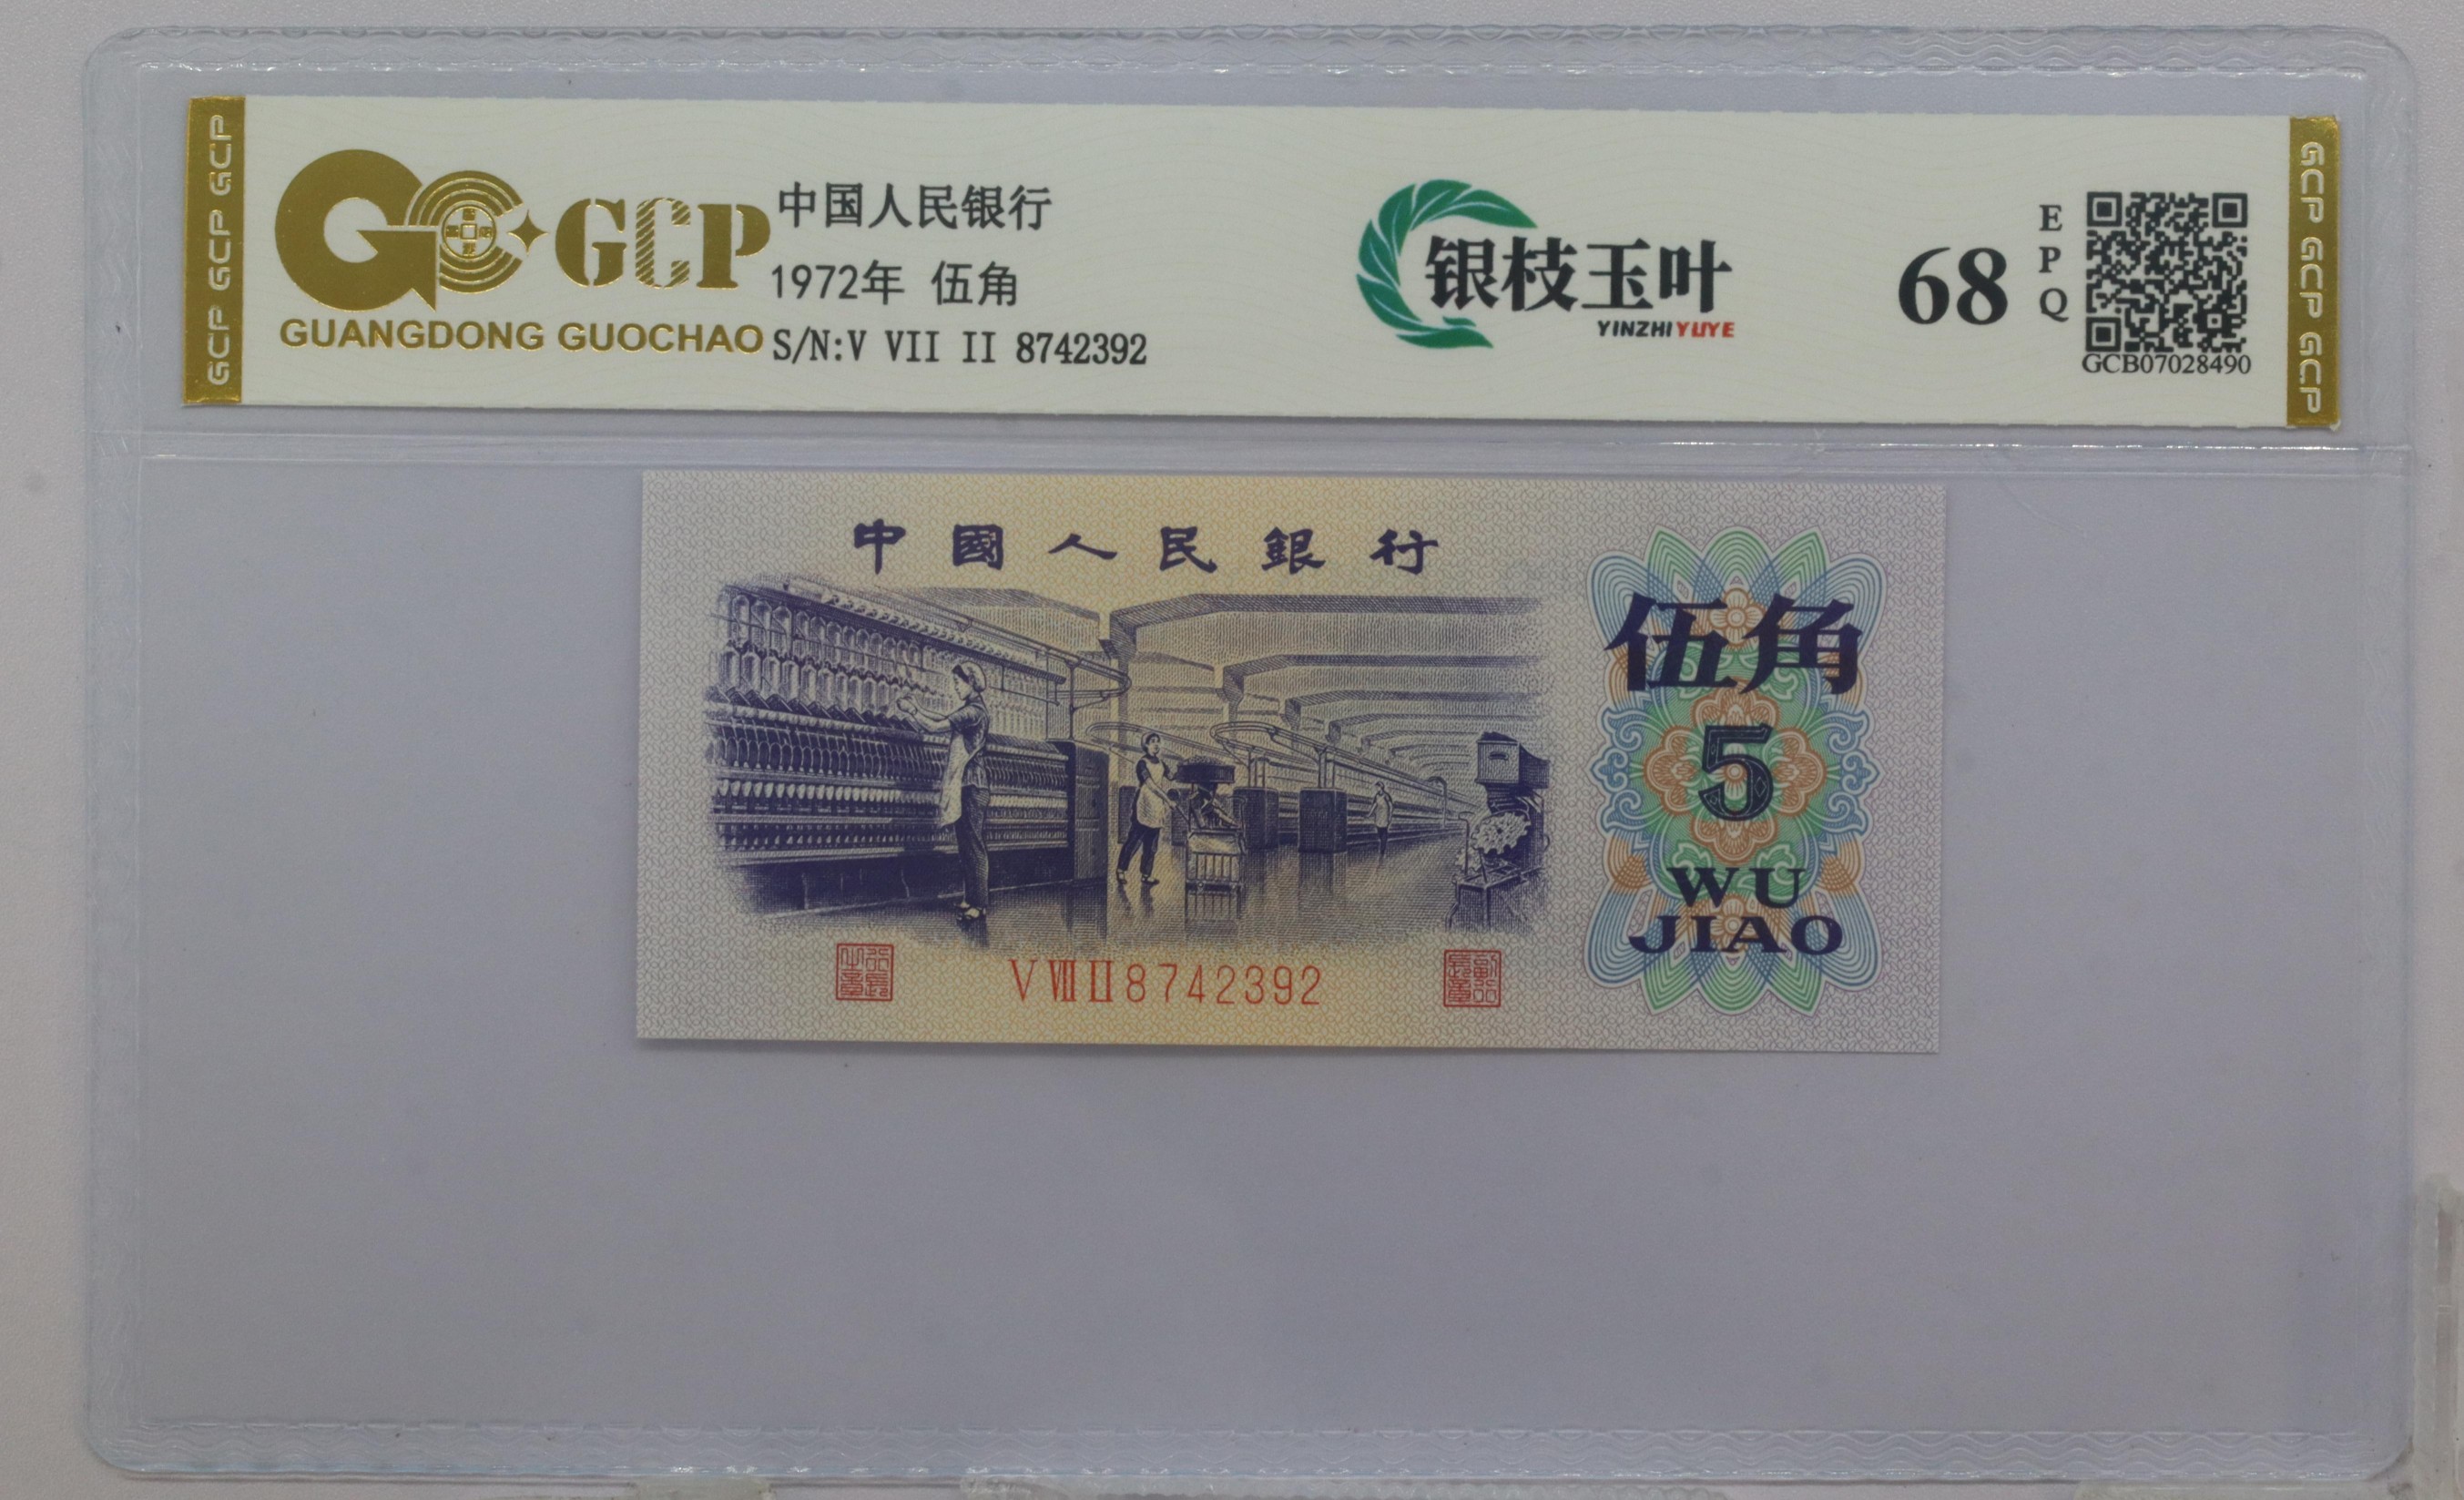 GCP GCP GCP
GCP
GUANGDONG GUOCHAO
中国人民银行
1972年 伍角
S/N:V VII II 8742392
银枝玉叶
YINZHIYUYE
68
E
P
Q
GCB07028490
GCP GCP GCP
中國人民銀行
伍角
5
WU
JIAO
V VII II 8742392